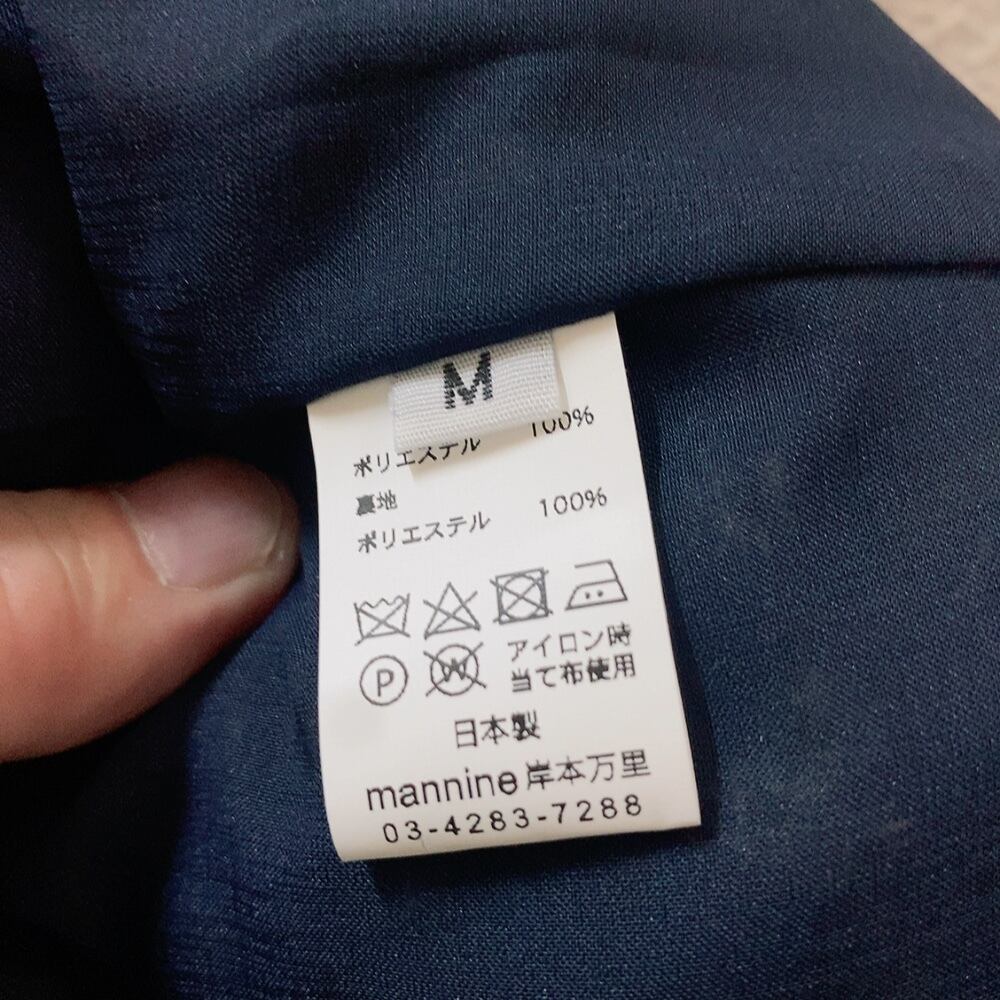 M
ポリエステル 100%
裏地
ポリエステル 100%
P W アイロン時
当て布使用
日本製
mannine 岸本万里
03-4283-7288